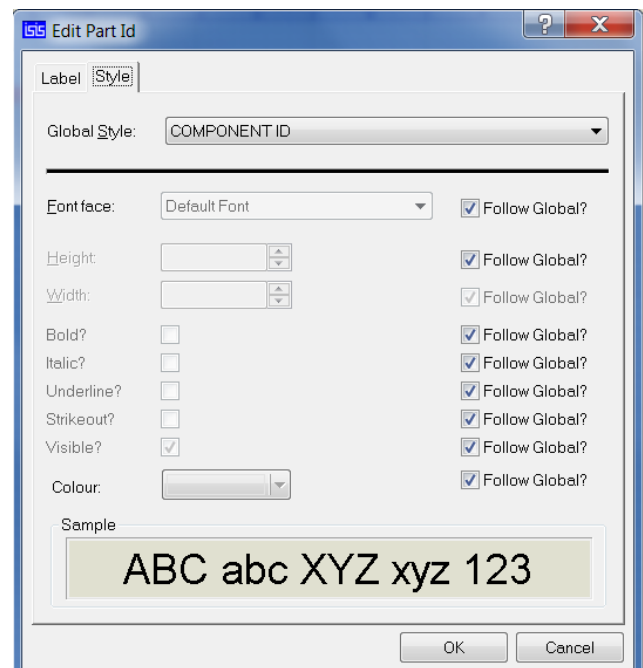 isis Edit Part Id
Label Style
Global Style: COMPONENT ID
Font face: Default Font Follow Global?
Height: Follow Global?
Width: Follow Global?
Bold? Follow Global?
Italic? Follow Global?
Underline? Follow Global?
Strikeout? Follow Global?
Visible? Follow Global?
Colour: Follow Global?
Sample
ABC abc XYZ xyz 123
OK Cancel